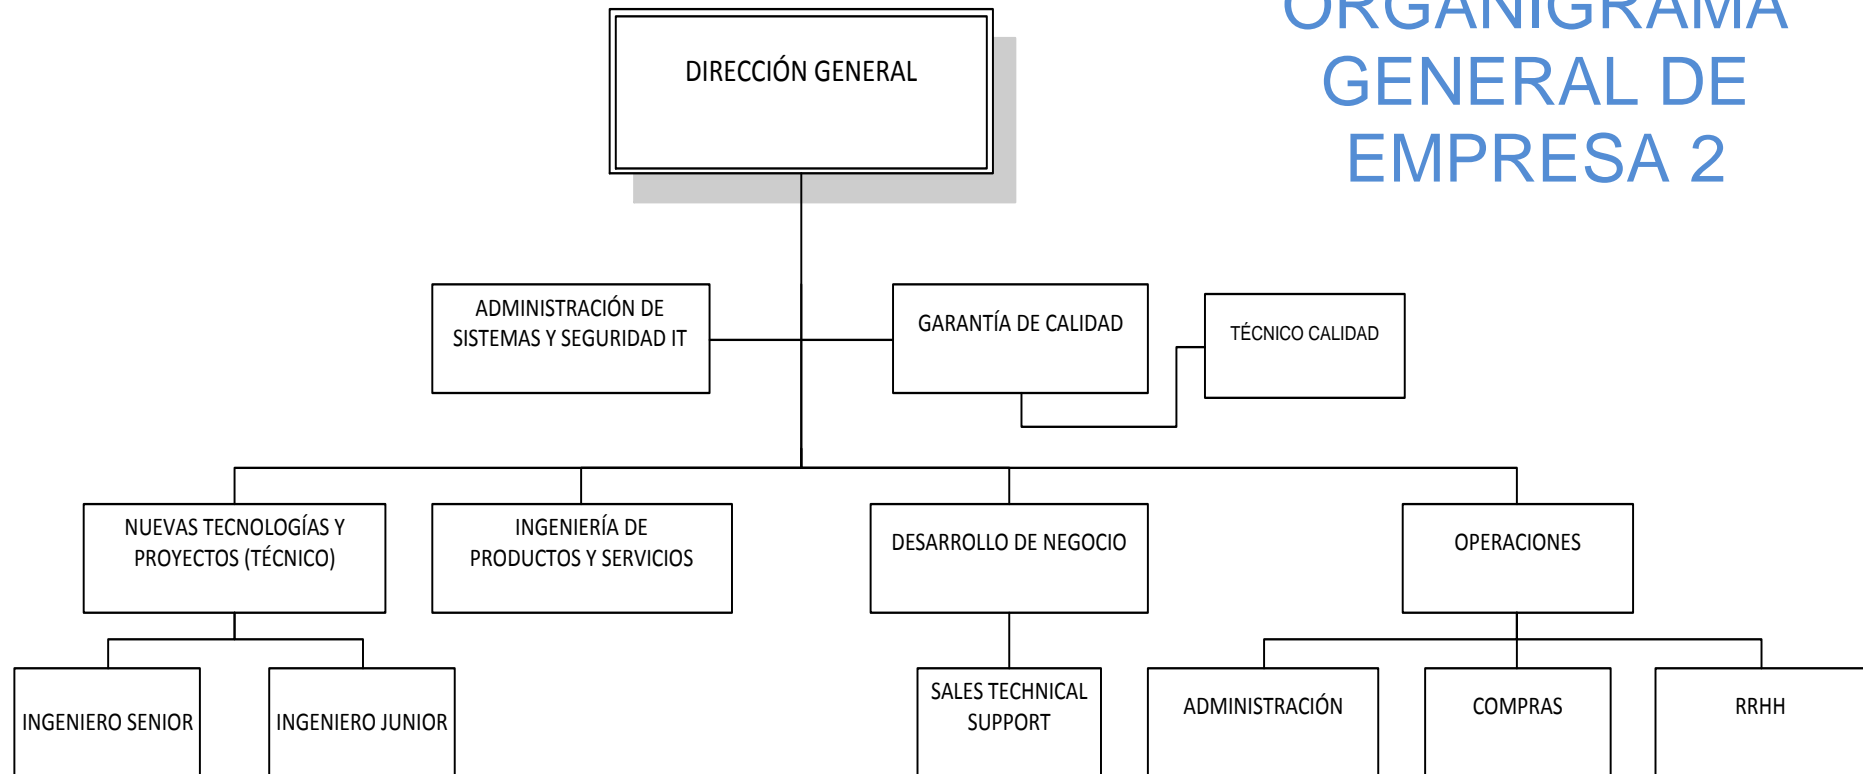 ORGANIGRAMA
GENERAL DE
EMPRESA 2
DIRECCIÓN GENERAL
ADMINISTRACIÓN DE
SISTEMAS Y SEGURIDAD IT
GARANTÍA DE CALIDAD
TÉCNICO CALIDAD
NUEVAS TECNOLOGÍAS Y
PROYECTOS (TÉCNICO)
INGENIERÍA DE
PRODUCTOS Y SERVICIOS
DESARROLLO DE NEGOCIO
OPERACIONES
INGENIERO SENIOR
INGENIERO JUNIOR
SALES TECHNICAL
SUPPORT
ADMINISTRACIÓN
COMPRAS
RRHH